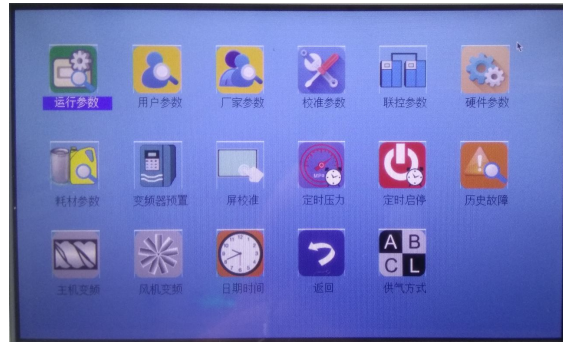 运行参数
用户参数
厂家参数
校准参数
联控参数
硬件参数
耗材参数
变频器预置
屏校准
MPA
定时压力
定时启停
历史故障
主机变频
风机变频
日期时间
返回
A B
C L
供气方式